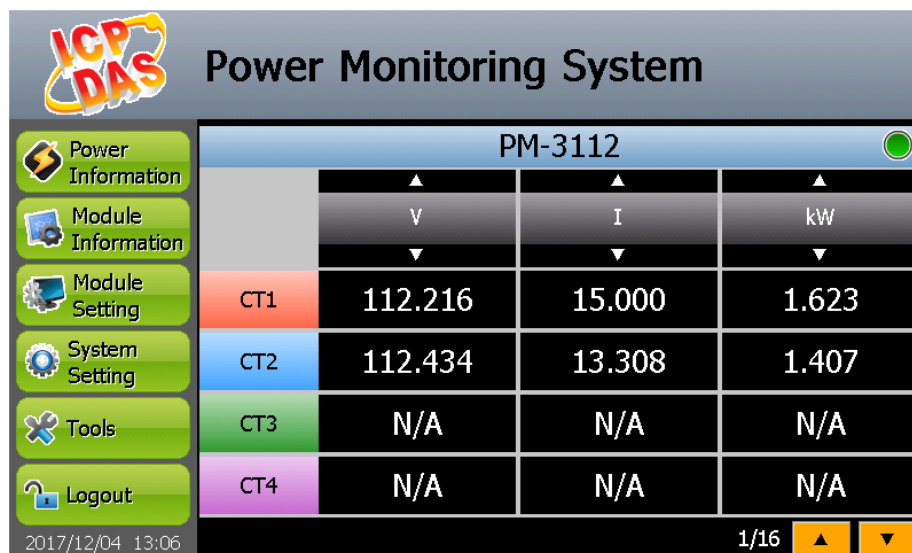 ICP
DAS
Power Monitoring System
Power
Information
Module
Information
Module
Setting
System
Setting
Tools
Logout
2017/12/04 13:06
PM-3112
V I kW
CT1 112.216 15.000 1.623
CT2 112.434 13.308 1.407
CT3 N/A N/A N/A
CT4 N/A N/A N/A
1/16